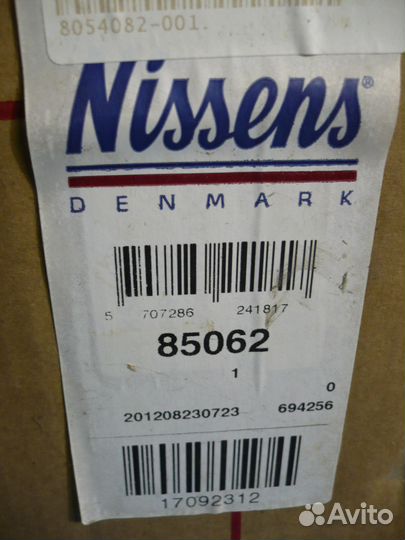 8054082-001.
Nissens®
DENMARK
5 707286 241817
85062
1
0
201208230723 694256
17092312
Avito